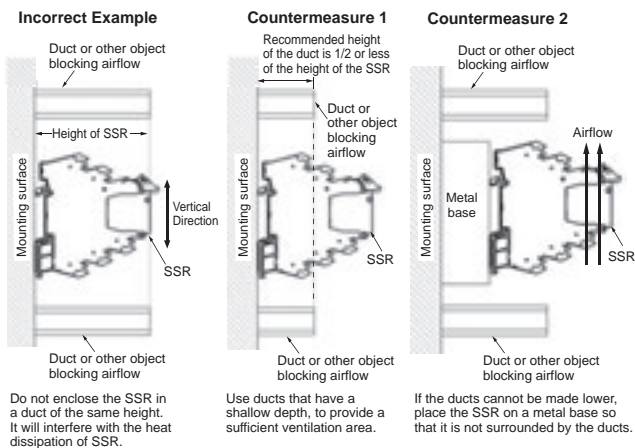 Incorrect Example
Duct or other object
blocking airflow
Height of SSR
Mounting surface
Vertical
Direction
SSR
Duct or other object
blocking airflow
Do not enclose the SSR in
a duct of the same height.
It will interfere with the heat
dissipation of SSR.
Countermeasure 1
Recommended height
of the duct is 1/2 or less
of the height of the SSR
Duct or
other object
blocking
airflow
Mounting surface
SSR
Duct or other object
blocking airflow
Use ducts that have a
shallow depth, to provide a
sufficient ventilation area.
Countermeasure 2
Duct or other object
blocking airflow
Airflow
Mounting surface
Metal
base
SSR
Duct or other object
blocking airflow
If the ducts cannot be made lower,
place the SSR on a metal base so
that it is not surrounded by the ducts.